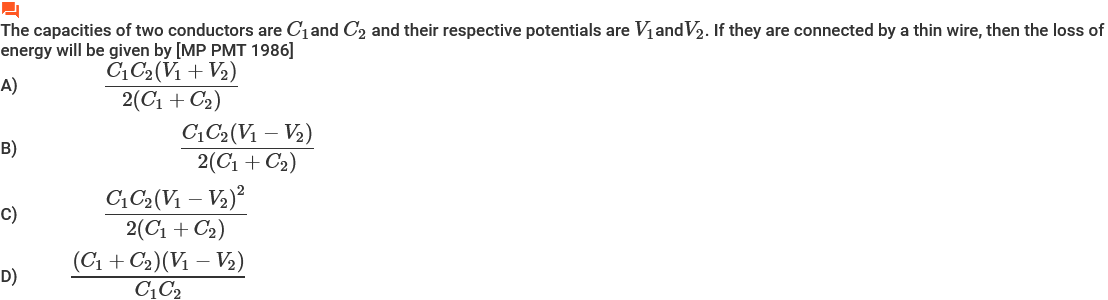 The capacities of two conductors are $C_1$and $C_2$ and their respective potentials are $V_1$and$V_2$. If they are connected by a thin wire, then the loss of
energy will be given by [MP PMT 1986]
A) $\frac{C_1C_2(V_1+V_2)}{2(C_1+C_2)}$
B) $\frac{C_1C_2(V_1-V_2)}{2(C_1+C_2)}$
C) $\frac{C_1C_2(V_1-V_2)^2}{2(C_1+C_2)}$
D) $\frac{(C_1+C_2)(V_1-V_2)}{C_1C_2}$